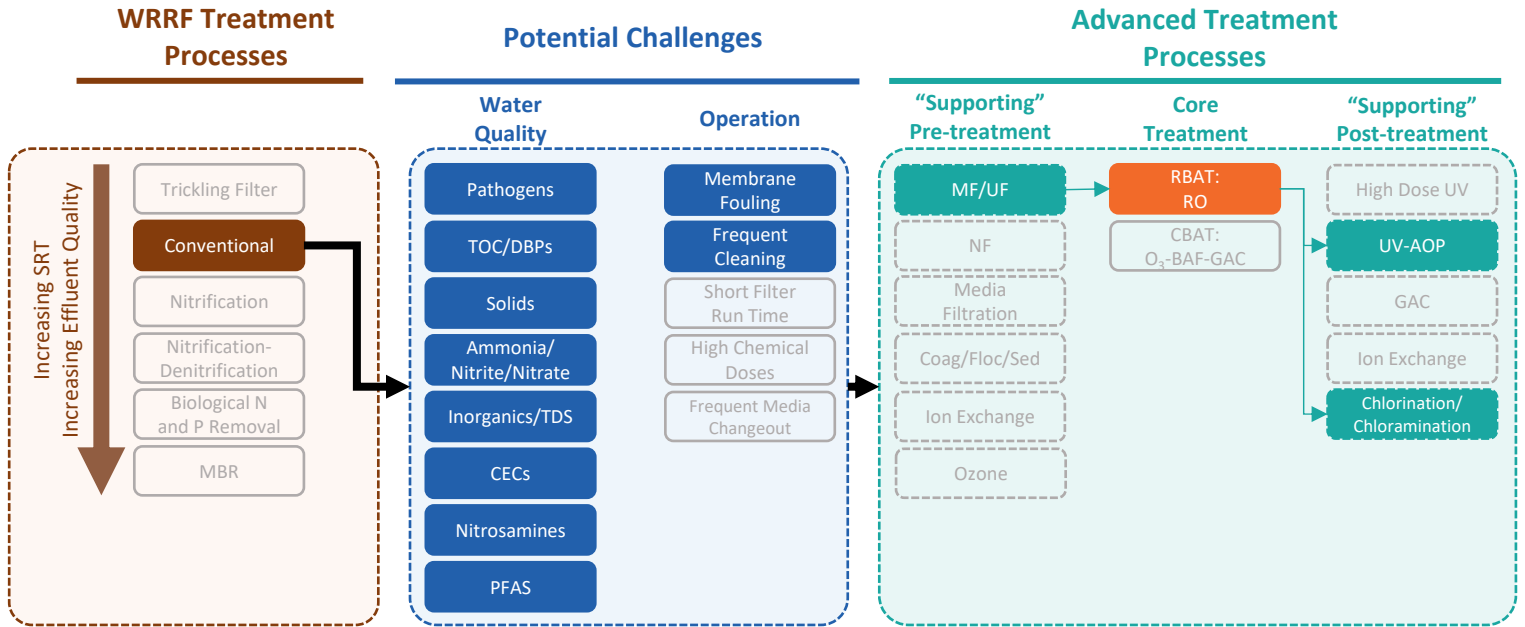 WRRF Treatment
Processes
Potential Challenges
Advanced Treatment
Processes
Water
Quality
Operation
“Supporting”
Pre-treatment
Core
Treatment
“Supporting”
Post-treatment
Increasing SRT
Increasing Effluent Quality
Trickling Filter
Conventional
Nitrification
Nitrification-
Denitrification
Biological N
and P Removal
MBR
Pathogens
TOC/DBPs
Solids
Ammonia/
Nitrite/Nitrate
Inorganics/TDS
CECs
Nitrosamines
PFAS
Membrane
Fouling
Frequent
Cleaning
Short Filter
Run Time
High Chemical
Doses
Frequent Media
Changeout
MF/UF
NF
Media
Filtration
Coag/Floc/Sed
Ion Exchange
Ozone
RBAT:
RO
CBAT:
O₃-BAF-GAC
High Dose UV
UV-AOP
GAC
Ion Exchange
Chlorination/
Chloramination